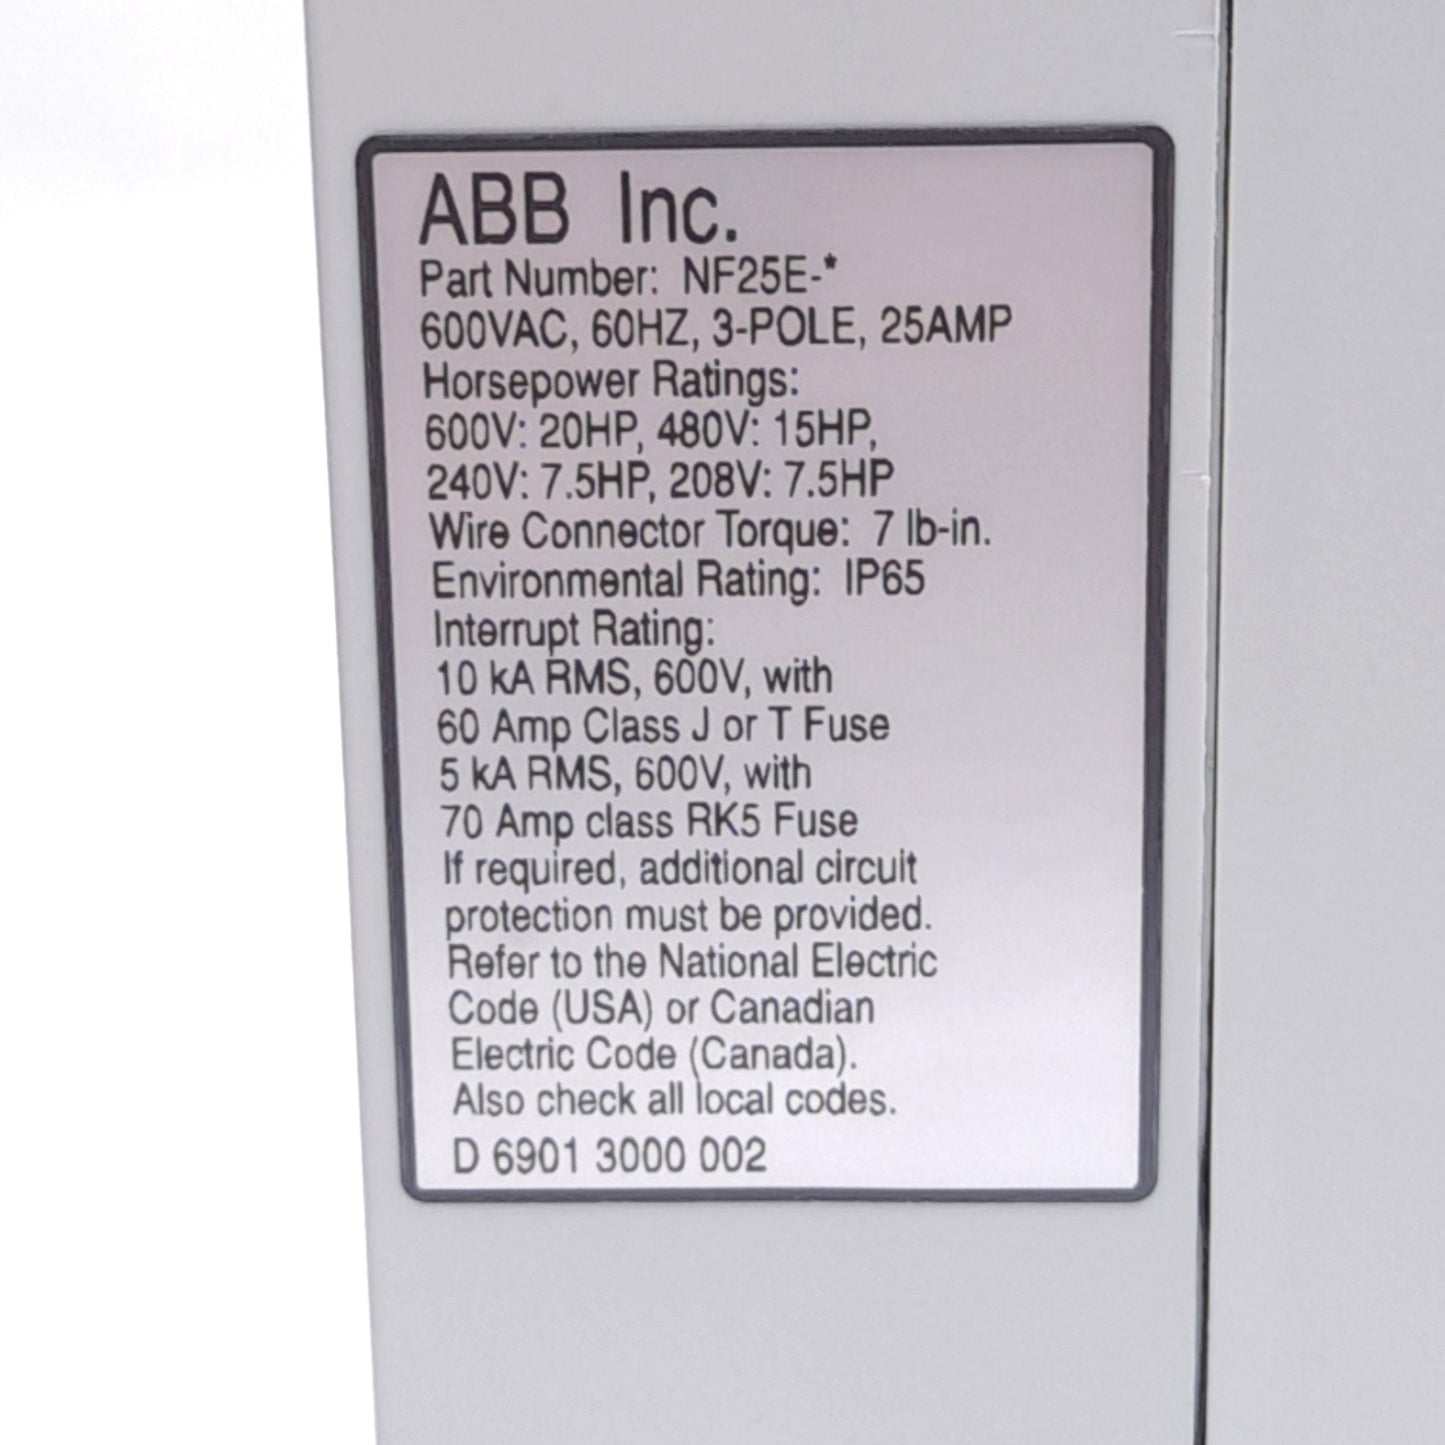 ABB Inc.
Part Number: NF25E-*
600VAC, 60HZ, 3-POLE, 25AMP
Horsepower Ratings:
600V: 20HP, 480V: 15HP,
240V: 7.5HP, 208V: 7.5HP
Wire Connector Torque: 7 lb-in.
Environmental Rating: IP65
Interrupt Rating:
10 kA RMS, 600V, with
60 Amp Class J or T Fuse
5 kA RMS, 600V, with
70 Amp class RK5 Fuse
If required, additional circuit
protection must be provided.
Refer to the National Electric
Code (USA) or Canadian
Electric Code (Canada).
Also check all local codes.
D 6901 3000 002